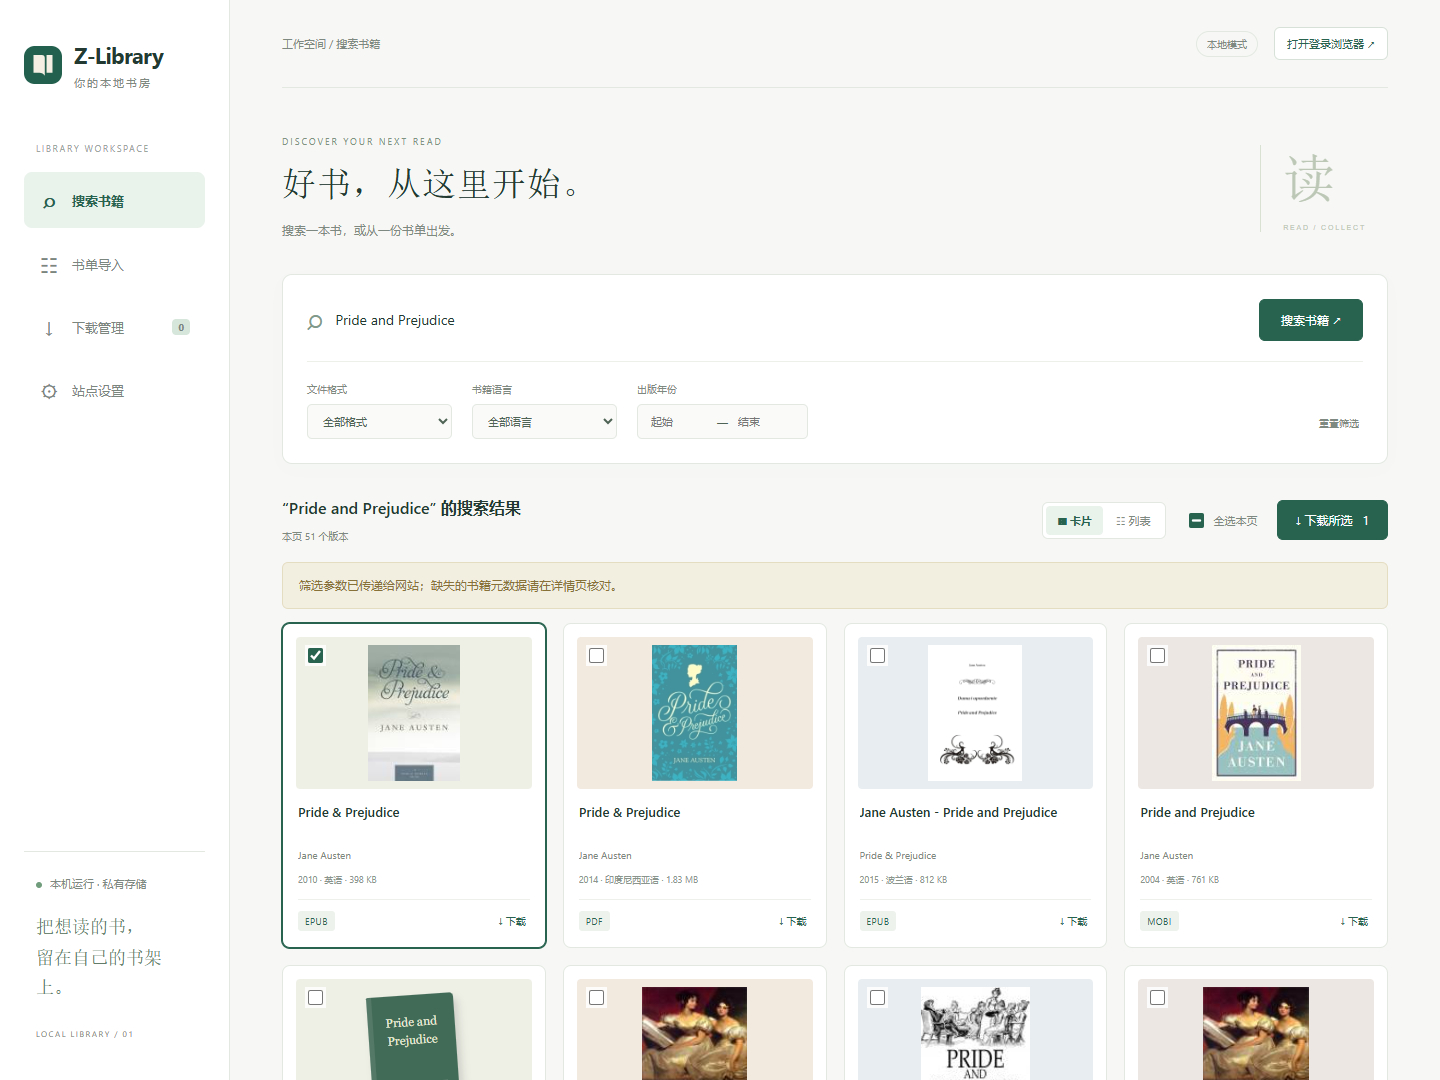 Z-Library
你的本地书房
LIBRARY WORKSPACE
搜索书籍
书单导入
下载管理 0
站点设置
本机运行 · 私有存储
把想读的书，
留在自己的书架
上。
LOCAL LIBRARY / 01
工作空间 / 搜索书籍
本地模式
打开登录浏览器 ↗
DISCOVER YOUR NEXT READ
好书，从这里开始。
搜索一本书，或从一份书单出发。
读
READ / COLLECT
Pride and Prejudice
搜索书籍 ↗
文件格式
书籍语言
出版年份
全部格式
全部语言
起始 — 结束
重置筛选
“Pride and Prejudice” 的搜索结果
本页 51 个版本
卡片
列表
全选本页
↓ 下载所选 1
筛选参数已传递给网站；缺失的书籍元数据请在详情页核对。
Pride &
Prejudice
JANE AUSTEN
Pride & Prejudice
Jane Austen
2010 · 英语 · 398 KB
EPUB
↓ 下载
Pride
& Prejudice
JANE AUSTEN
Pride & Prejudice
Jane Austen
2014 · 印度尼西亚语 · 1.83 MB
PDF
↓ 下载
Pride and Prejudice
Jane Austen - Pride and Prejudice
Pride & Prejudice
2015 · 波兰语 · 812 KB
EPUB
↓ 下载
PRIDE
AND
PREJUDICE
JANE
AUSTEN
Pride and Prejudice
Jane Austen
2004 · 英语 · 761 KB
MOBI
↓ 下载
Pride and
Prejudice
PRIDE
AND